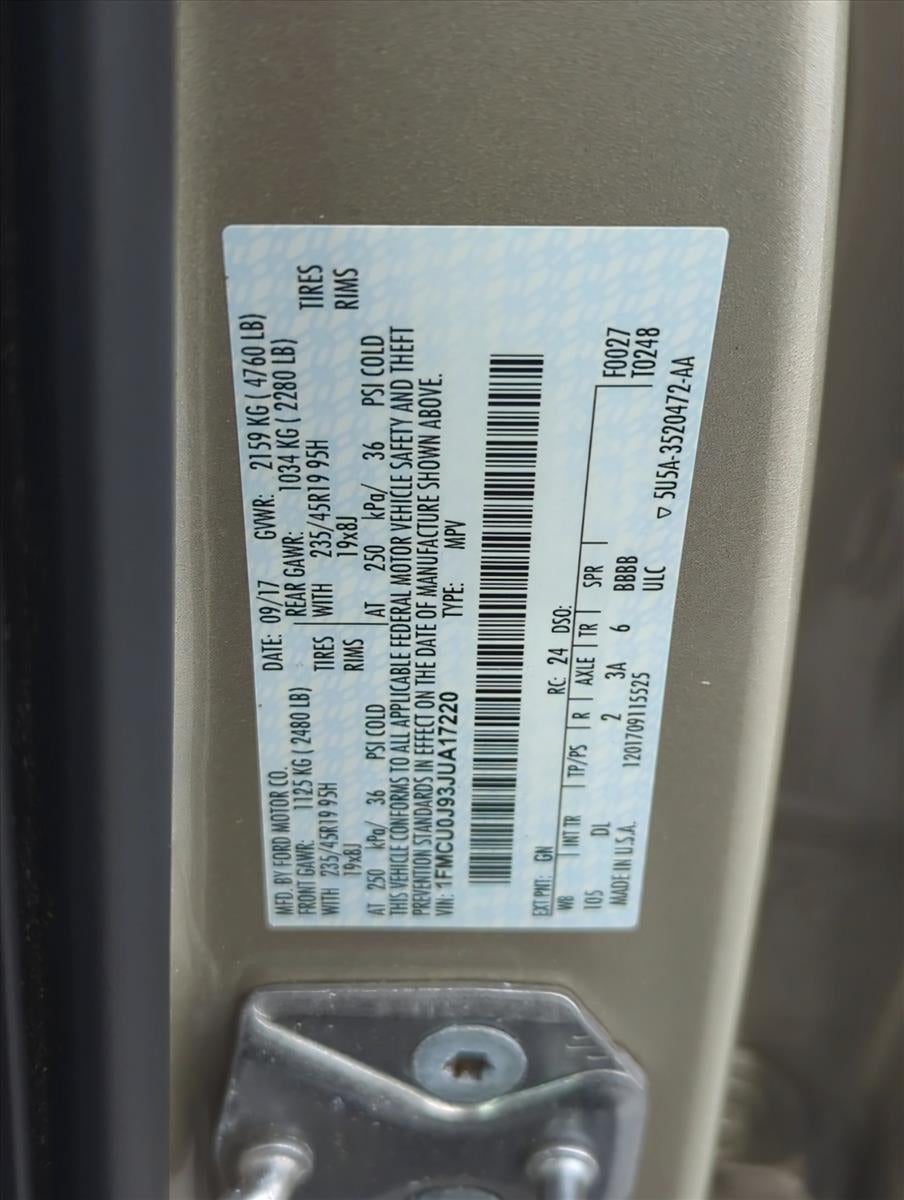 MFD. BY FORD MOTOR CO. DATE: 09/17 GVWR: 2159 KG ( 4760 LB)
FRONT GAWR: 1125 KG ( 2480 LB) REAR GAWR: 1034 KG ( 2280 LB)
WITH 235/45R19 95H TIRES WITH 235/45R19 95H TIRES
19x8J RIMS 19x8J RIMS
AT 250 kPa/ 36 PSI COLD AT 250 kPa/ 36 PSI COLD
THIS VEHICLE CONFORMS TO ALL APPLICABLE FEDERAL MOTOR VEHICLE SAFETY AND THEFT
PREVENTION STANDARDS IN EFFECT ON THE DATE OF MANUFACTURE SHOWN ABOVE.
VIN: 1FMCU0J93JUA17220 TYPE: MPV
EXT PNT: GN RC: 24 DSO:
WB | INT TR | TP/PS | R | AXLE | TR | SPR | F0027
105 DL 2 3A 6 BBBB T0248
MADE IN U.S.A. 1201709115525 ULC ▽ 5U5A-3520472-AA